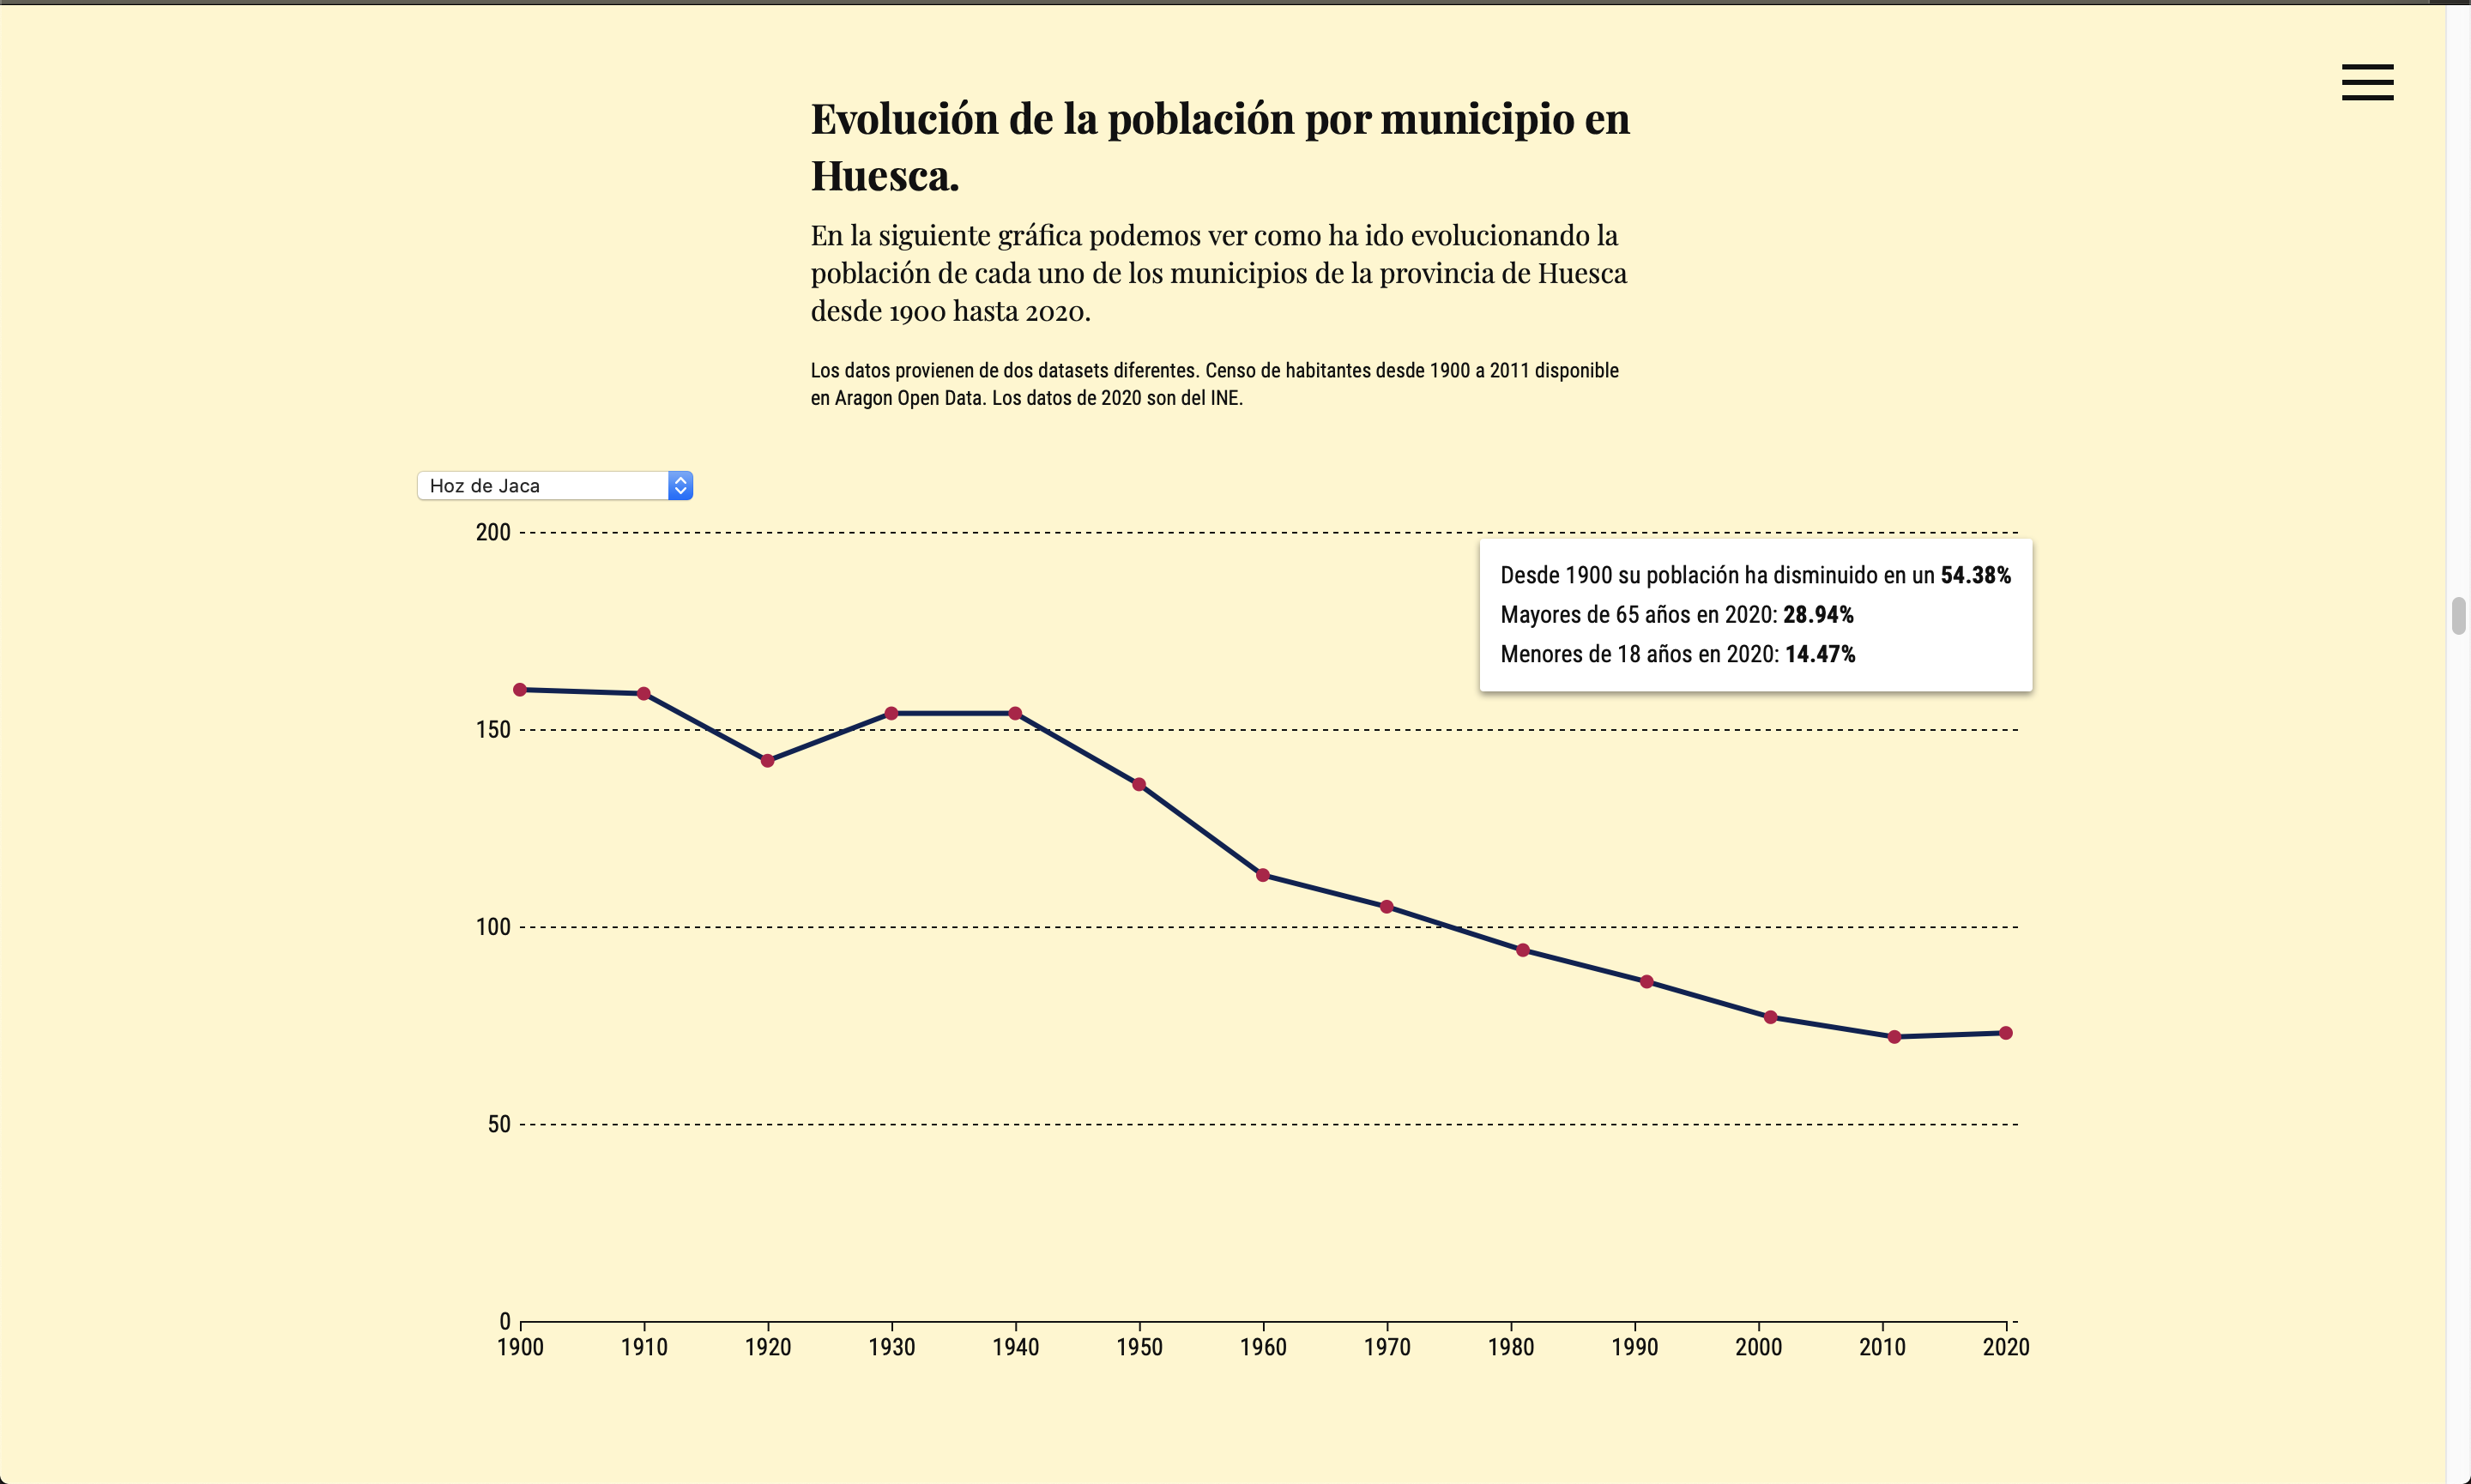 Evolución de la población por municipio en
Huesca.
En la siguiente gráfica podemos ver como ha ido evolucionando la
población de cada uno de los municipios de la provincia de Huesca
desde 1900 hasta 2020.
Los datos provienen de dos datasets diferentes. Censo de habitantes desde 1900 a 2011 disponible
en Aragon Open Data. Los datos de 2020 son del INE.
Hoz de Jaca
200
Desde 1900 su población ha disminuido en un 54.38%
Mayores de 65 años en 2020: 28.94%
Menores de 18 años en 2020: 14.47%
150
100
50
0
1900 1910 1920 1930 1940 1950 1960 1970 1980 1990 2000 2010 2020